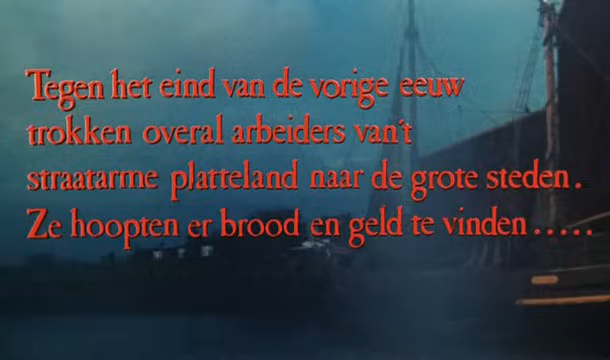 Tegen het eind van de vorige eeuw
trokken overal arbeiders van't
straatarme platteland naar de grote steden.
Ze hoopten er brood en geld te vinden.....